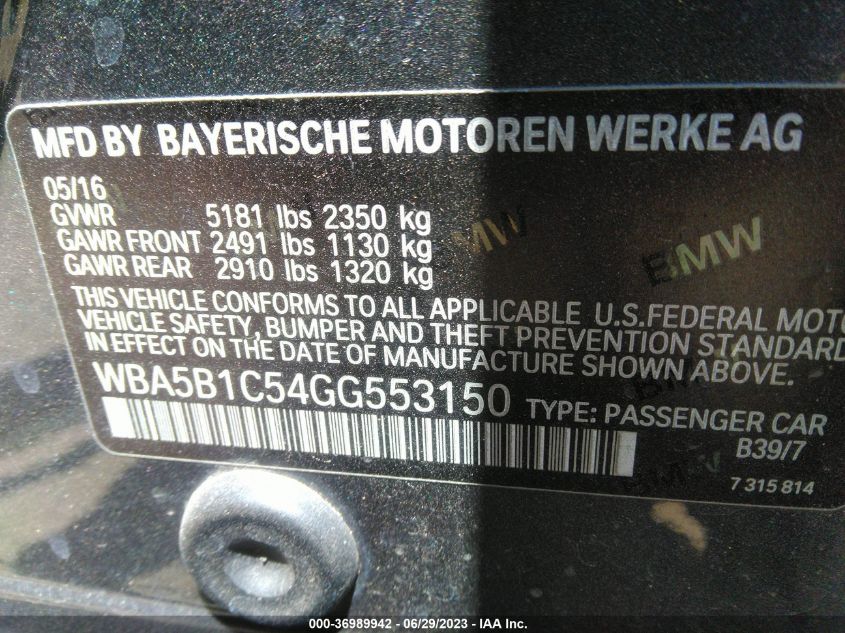 MFD BY BAYERISCHE MOTOREN WERKE AG
05/16
GVWR 5181 lbs 2350 kg
GAWR FRONT 2491 lbs 1130 kg
GAWR REAR 2910 lbs 1320 kg
BMW BMW
THIS VEHICLE CONFORMS TO ALL APPLICABLE U.S.FEDERAL MOTO
VEHICLE SAFETY, BUMPER AND THEFT PREVENTION STANDARD
IN EFFECT ON THE DATE OF MANUFACTURE SHOWN ABOVE.
WBA5B1C54GG553150 TYPE: PASSENGER CAR
B39/7
7 315 814
000-36989942 - 06/29/2023 - IAA Inc.